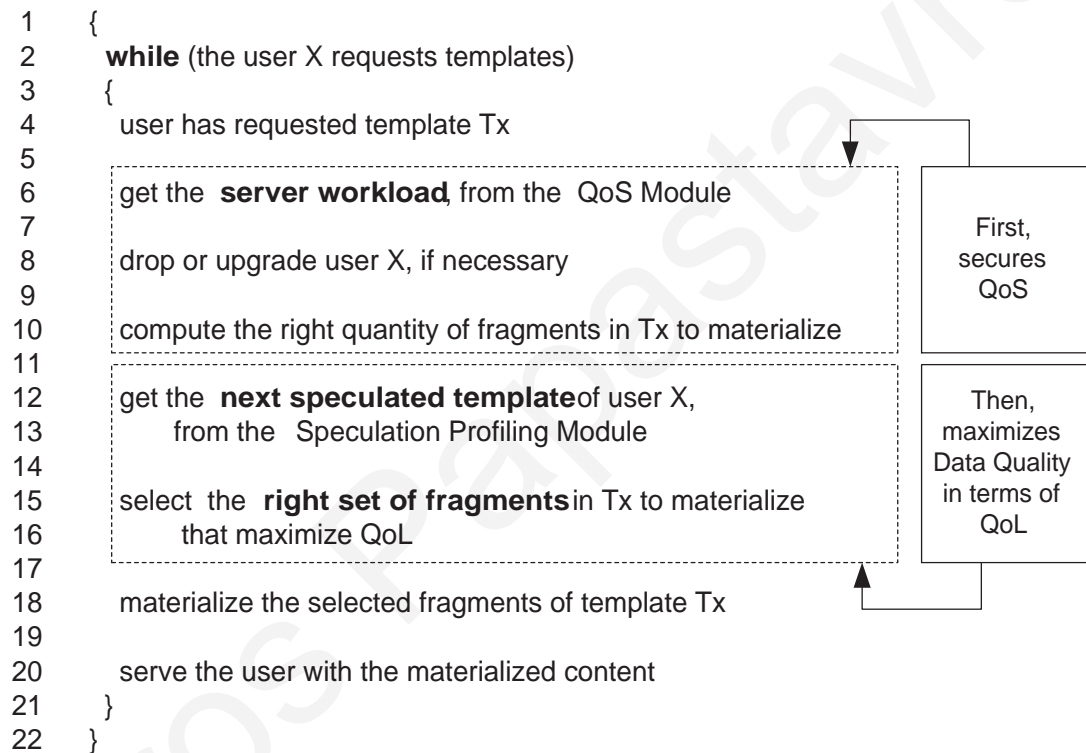 1 {
2 while (the user X requests templates)
3 {
4 user has requested template Tx
5
6 get the server workload, from the QoS Module
7
8 drop or upgrade user X, if necessary
9
10 compute the right quantity of fragments in Tx to materialize
11
12 get the next speculated template of user X,
13 from the Speculation Profiling Module
14
15 select the right set of fragments in Tx to materialize
16 that maximize QoL
17
18 materialize the selected fragments of template Tx
19
20 serve the user with the materialized content
21 }
22 }
First,
secures
QoS
Then,
maximizes
Data Quality
in terms of
QoL